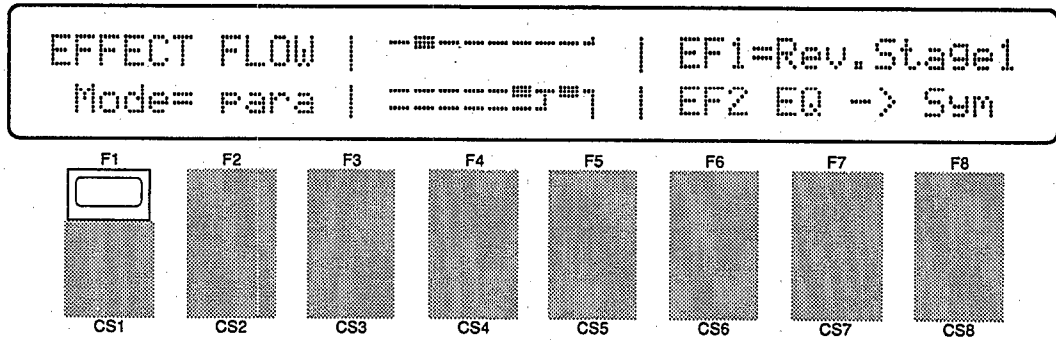 EFFECT FLOW | | EF1=Rev.Stage1
Mode= para | | EF2 EQ -> Sym
F1 F2 F3 F4 F5 F6 F7 F8
CS1 CS2 CS3 CS4 CS5 CS6 CS7 CS8